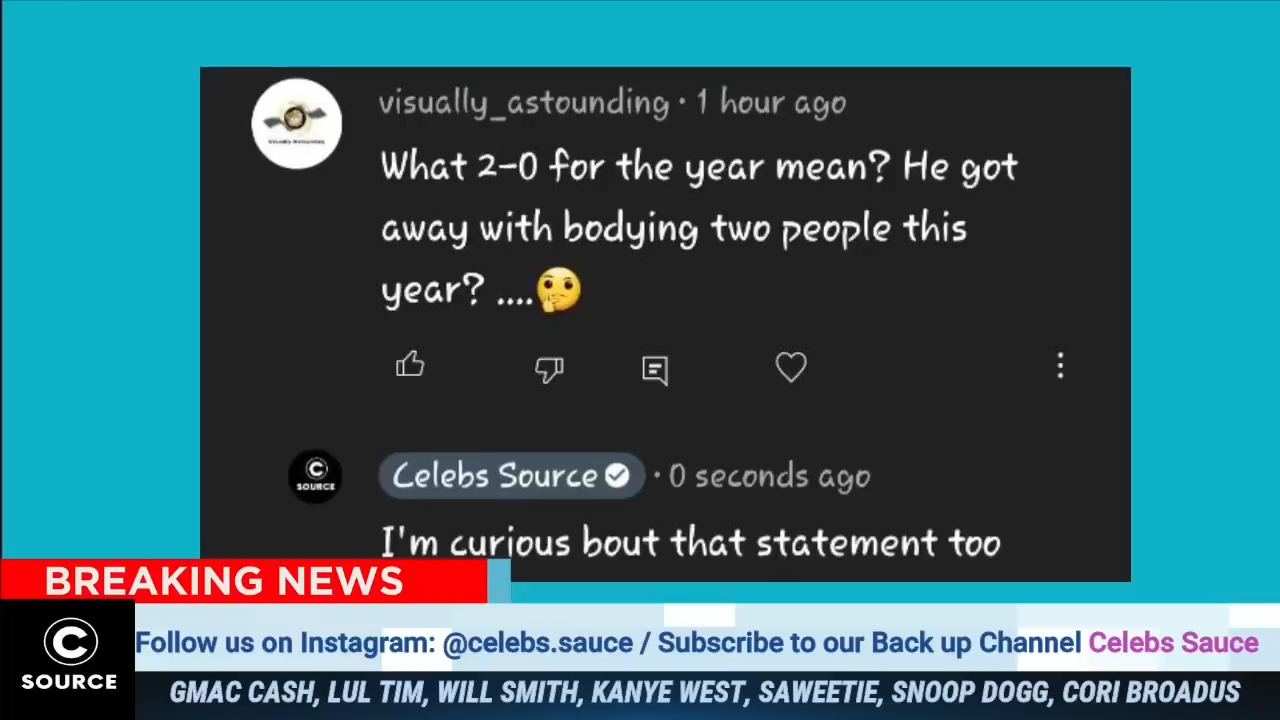 visually_astounding · 1 hour ago
What 2-0 for the year mean? He got
away with bodying two people this
year? ....🤔
Celebs Source · 0 seconds ago
I'm curious bout that statement too
C
SOURCE
BREAKING NEWS
Follow us on Instagram: @celebs.sauce / Subscribe to our Back up Channel Celebs Sauce
C
SOURCE
GMAC CASH, LUL TIM, WILL SMITH, KANYE WEST, SAWEETIE, SNOOP DOGG, CORI BROADUS